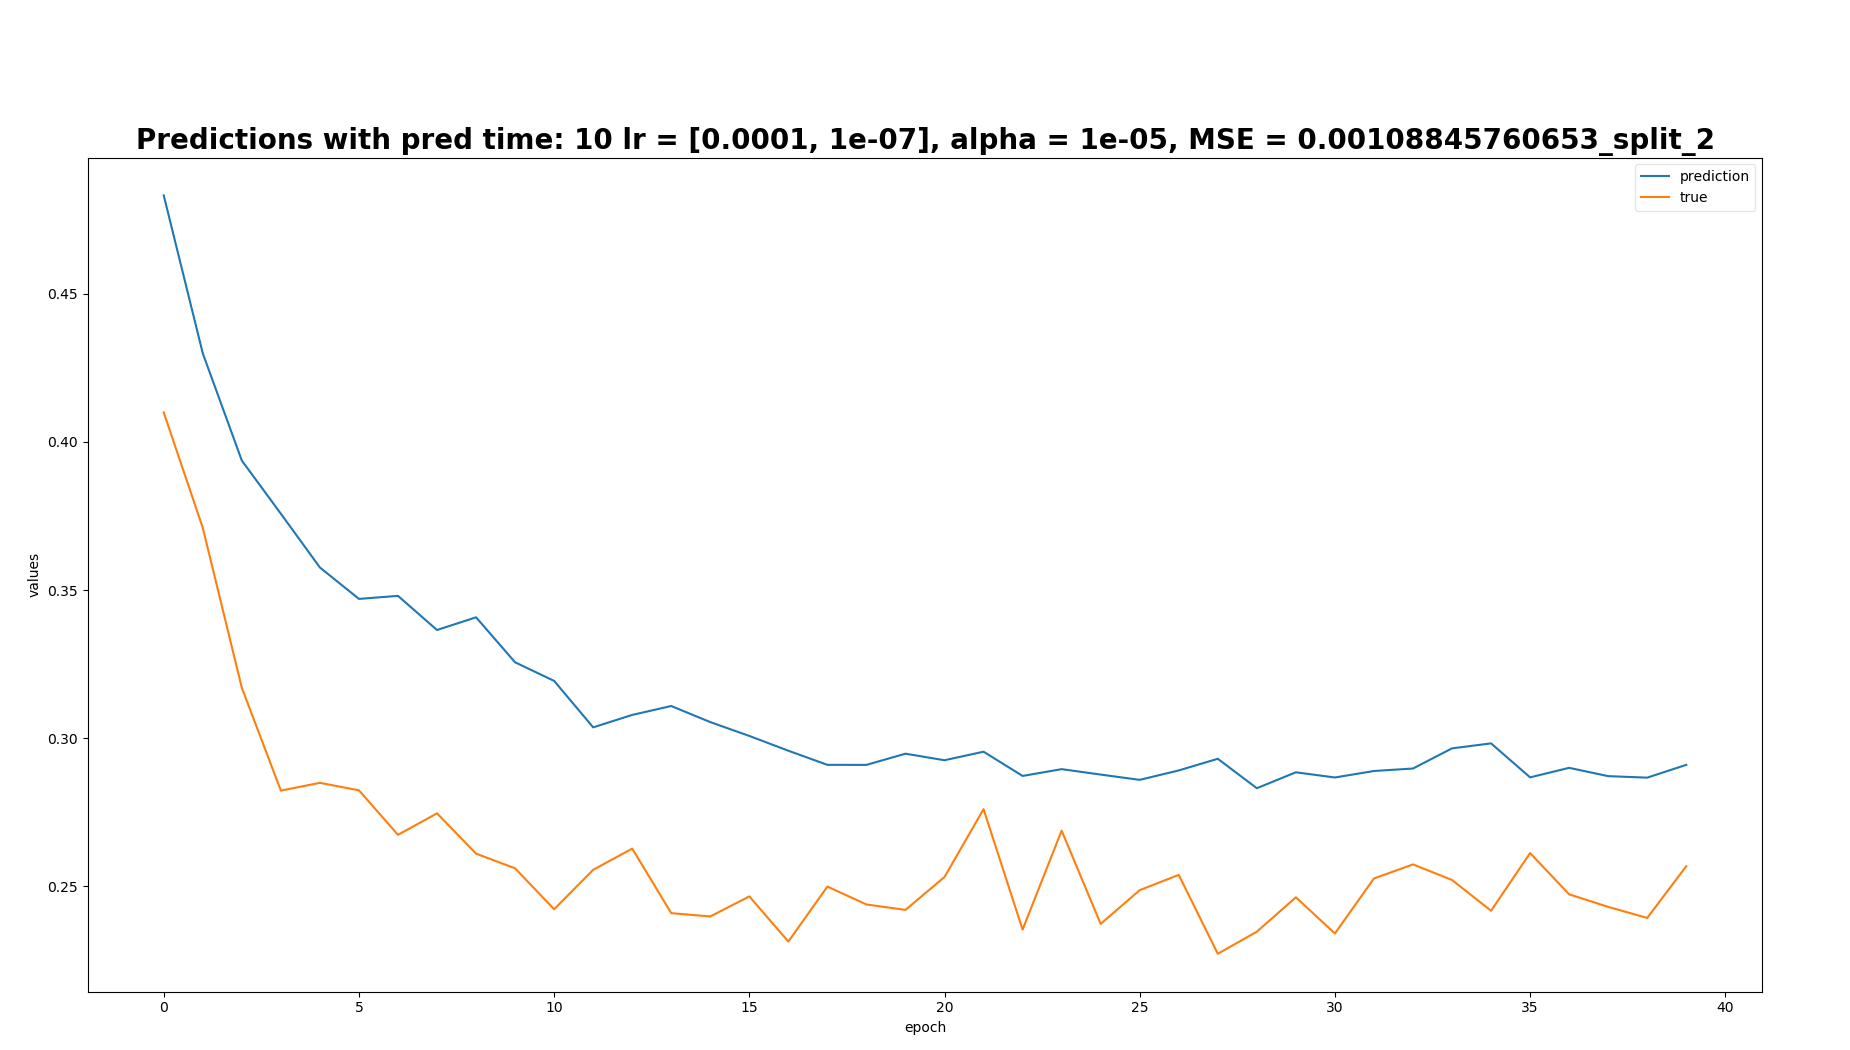 Predictions with pred time: 10 lr = [0.0001, 1e-07], alpha = 1e-05, MSE = 0.00108845760653_split_2
prediction
true
0.45
0.40
0.35
0.30
0.25
values
0 5 10 15 20 25 30 35 40
epoch